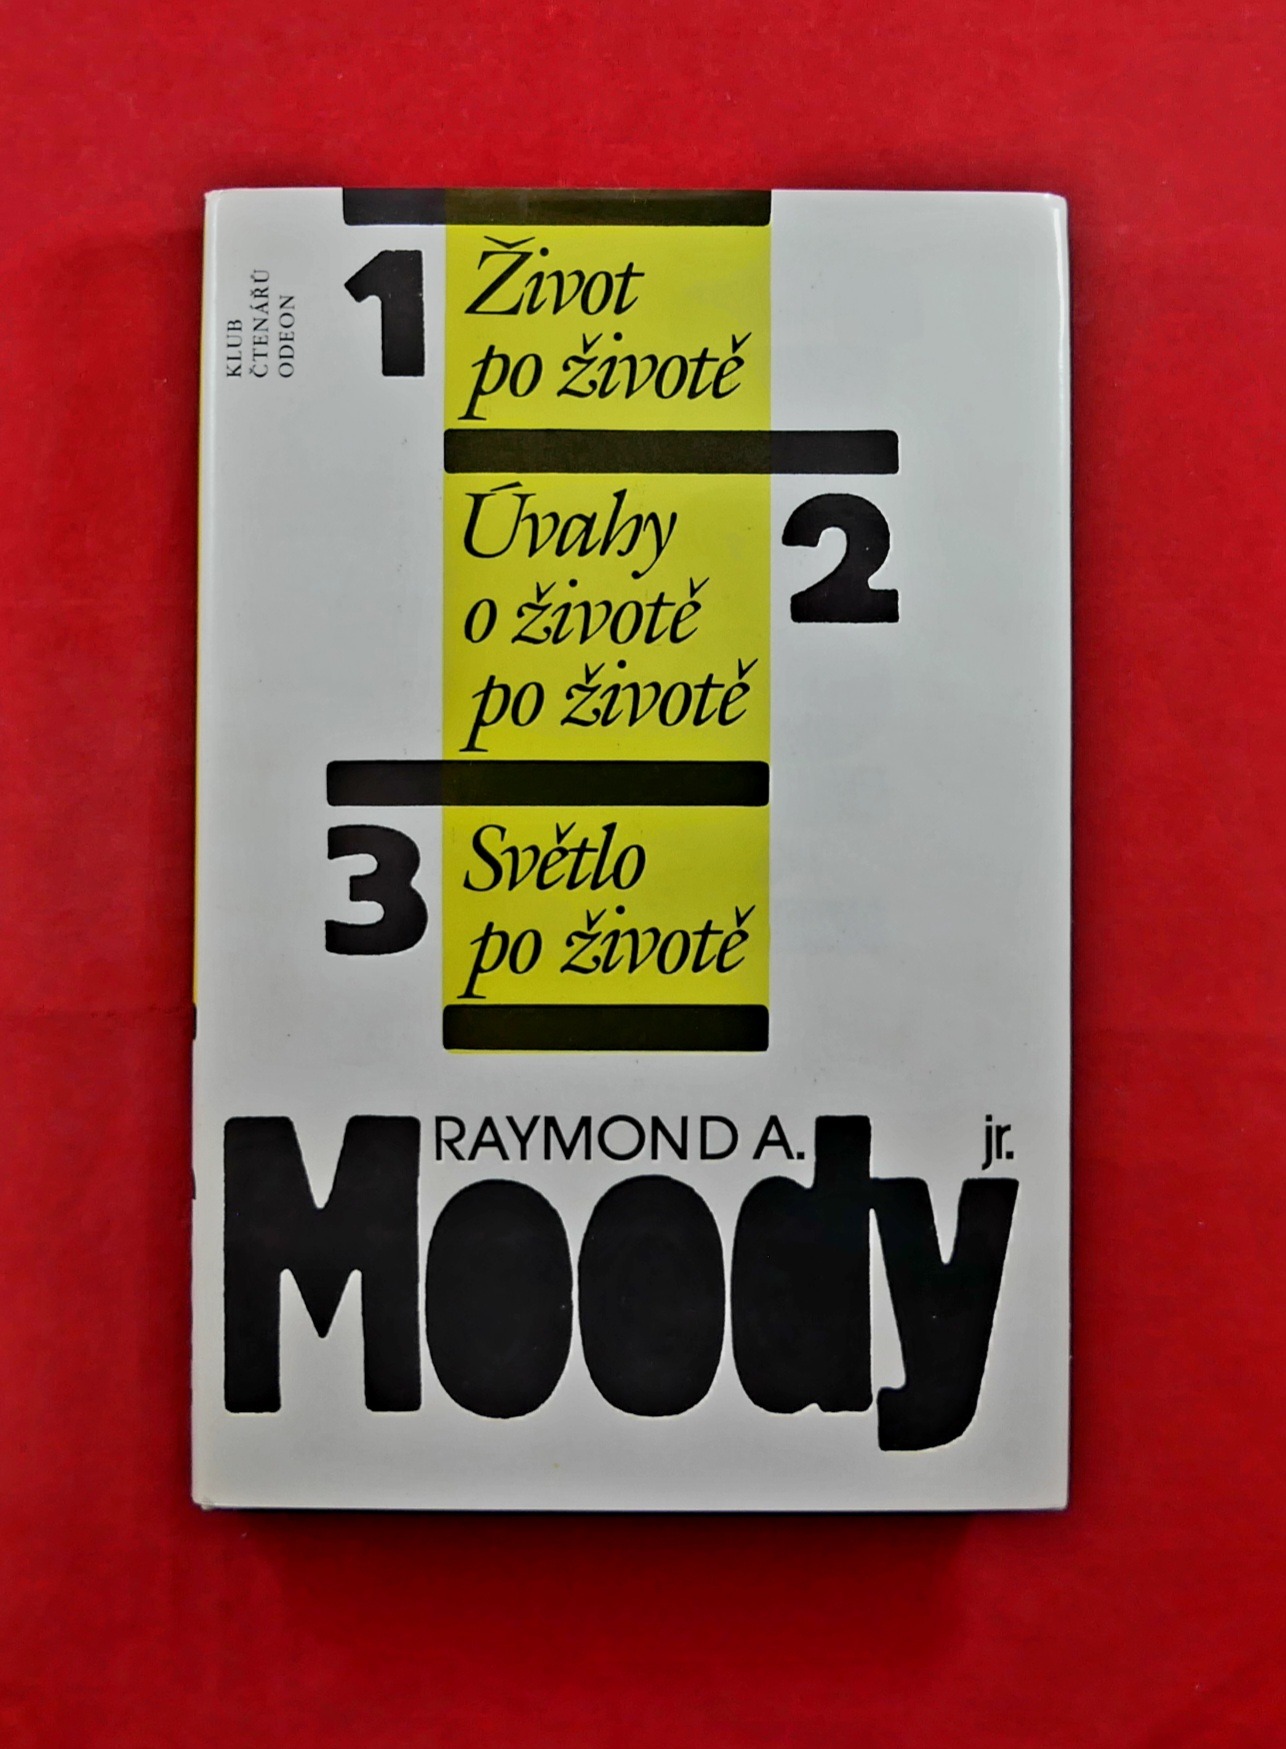 KLUB
ČTENÁŘŮ
ODEON
1
Život
po životě
2
Úvahy
o životě
po životě
3
Světlo
po životě
RAYMOND A.
Moody
jr.